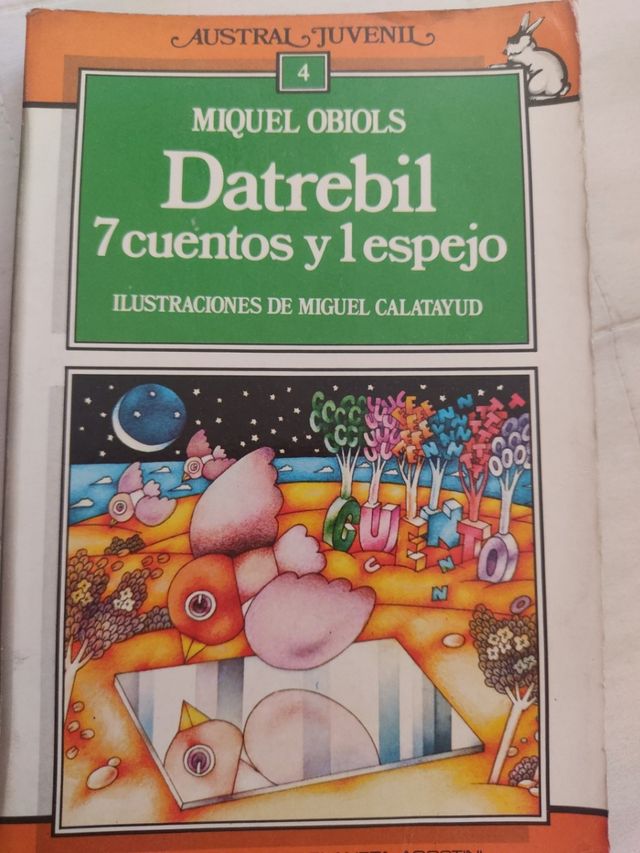 AUSTRAL JUVENIL
4
MIQUEL OBIOLS
Datrebil
7 cuentos y 1 espejo
ILUSTRACIONES DE MIGUEL CALATAYUD
CUENTO